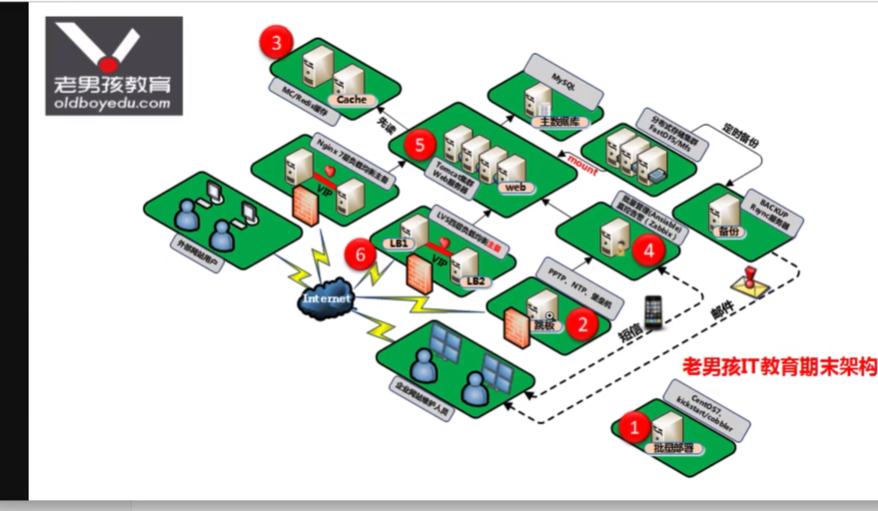 老男孩教育
oldboyedu.com
3
Cache
MC/Redis缓存
先读
MySQL
主数据库
分布式存储集群
FastDFS/Mfs
定时备份
mount
5
Tomcat集群
Web服务器
web
Nginx 7层负载均衡主备
VIP
外部网站用户
LVS四层负载均衡主备
LB1
VIP
LB2
6
Internet
批量管理(Ansiable)
监控告警(Zabbix)
4
BACKUP
Rsync服务器
备份
PPTP、NTP、堡垒机
跳板
2
短信
邮件
企业网站维护人员
老男孩IT教育期末架构
CentOS7、
kickstart/cobbler
1
批量部署